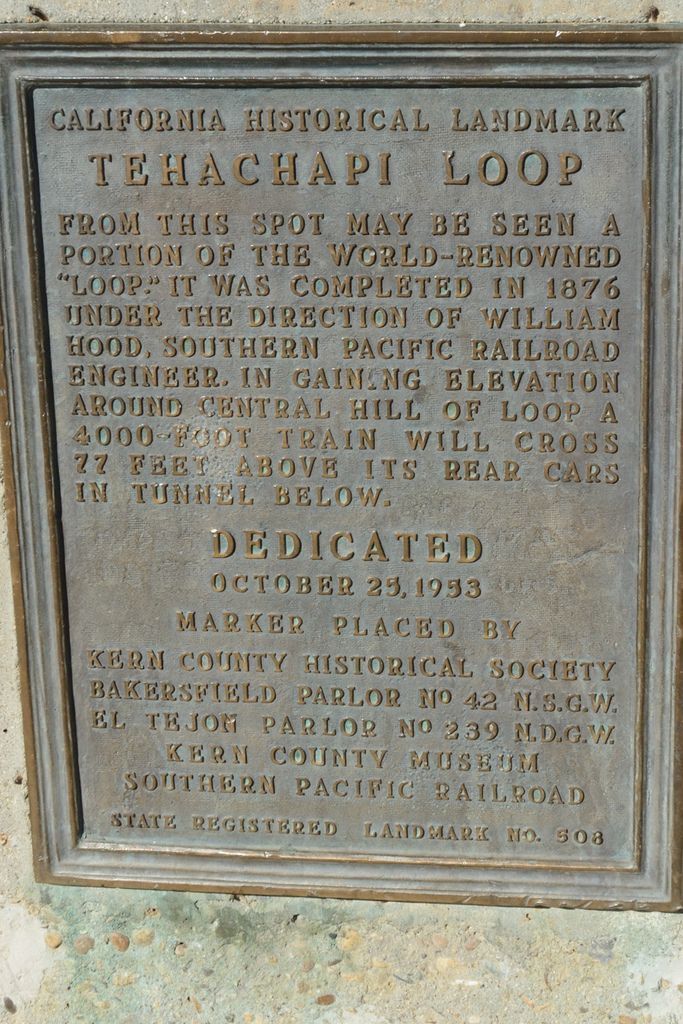 CALIFORNIA HISTORICAL LANDMARK
TEHACHAPI LOOP
FROM THIS SPOT MAY BE SEEN A
PORTION OF THE WORLD-RENOWNED
"LOOP." IT WAS COMPLETED IN 1876
UNDER THE DIRECTION OF WILLIAM
HOOD, SOUTHERN PACIFIC RAILROAD
ENGINEER. IN GAINING ELEVATION
AROUND CENTRAL HILL OF LOOP A
4000-FOOT TRAIN WILL CROSS
77 FEET ABOVE ITS REAR CARS
IN TUNNEL BELOW.
DEDICATED
OCTOBER 25, 1953
MARKER PLACED BY
KERN COUNTY HISTORICAL SOCIETY
BAKERSFIELD PARLOR Nº 42 N.S.G.W.
EL TEJON PARLOR Nº 239 N.D.G.W.
KERN COUNTY MUSEUM
SOUTHERN PACIFIC RAILROAD
STATE REGISTERED LANDMARK NO. 508